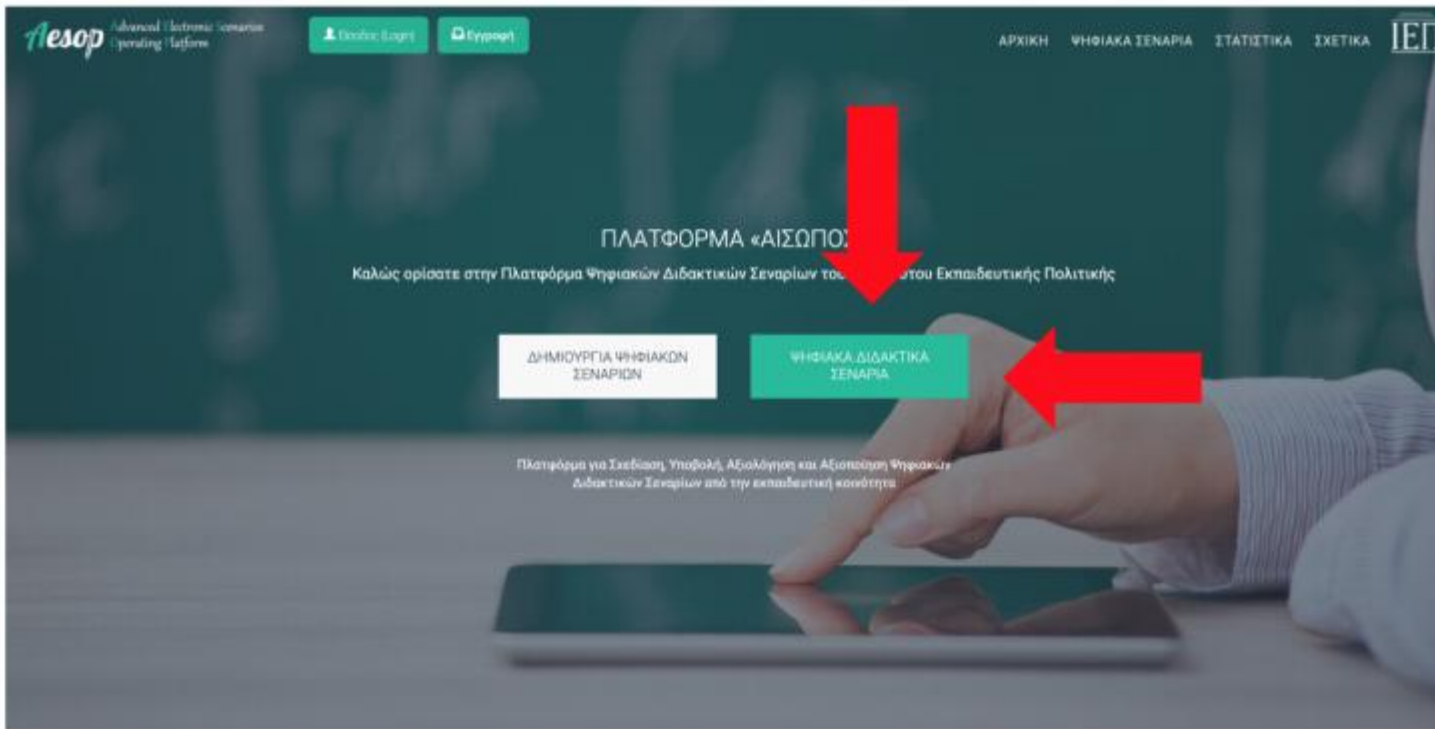 Aesop Advanced Electronic Scenarios
Operating Platform
Είσοδος (Login)
Εγγραφή
ΑΡΧΙΚΗ ΨΗΦΙΑΚΑ ΣΕΝΑΡΙΑ ΣΤΑΤΙΣΤΙΚΑ ΣΧΕΤΙΚΑ
ΠΛΑΤΦΟΡΜΑ «ΑΙΣΩΠΟΣ
Καλώς ορίσατε στην Πλατφόρμα Ψηφιακών Διδακτικών Σεναρίων του Εκπαιδευτικής Πολιτικής
ΔΗΜΙΟΥΡΓΙΑ ΨΗΦΙΑΚΩΝ
ΣΕΝΑΡΙΩΝ
ΨΗΦΙΑΚΑ ΔΙΔΑΚΤΙΚΑ
ΣΕΝΑΡΙΑ
Πλατφόρμα για Σχεδίαση, Υποβολή, Αξιολόγηση και Αξιοποίηση Ψηφιακών
Διδακτικών Σεναρίων από την εκπαιδευτική κοινότητα